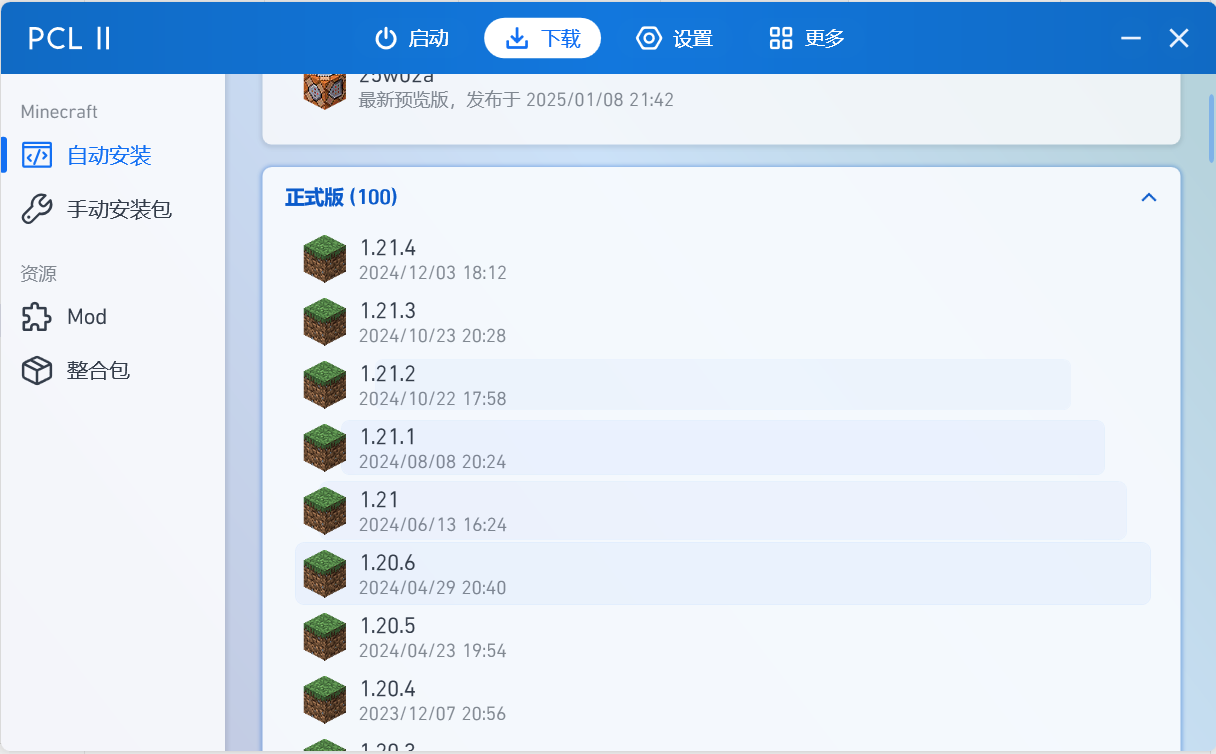 PCL II
启动
下载
设置
更多
Minecraft
自动安装
手动安装包
资源
Mod
整合包
25w02a
最新预览版，发布于 2025/01/08 21:42
正式版 (100)
1.21.4
2024/12/03 18:12
1.21.3
2024/10/23 20:28
1.21.2
2024/10/22 17:58
1.21.1
2024/08/08 20:24
1.21
2024/06/13 16:24
1.20.6
2024/04/29 20:40
1.20.5
2024/04/23 19:54
1.20.4
2023/12/07 20:56
1.20.3